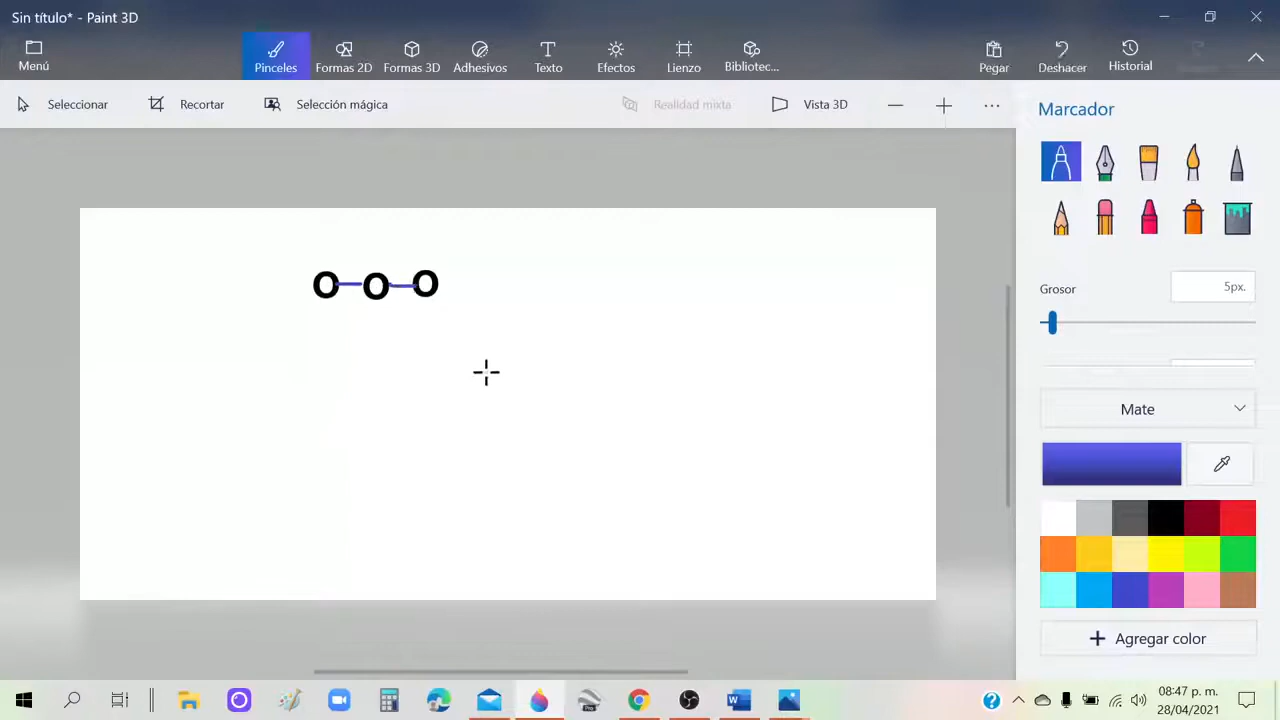 Sin título* - Paint 3D
Menú
Pinceles
Formas 2D
Formas 3D
Adhesivos
Texto
Efectos
Lienzo
Bibliotec...
Pegar
Deshacer
Historial
Seleccionar
Recortar
Selección mágica
Realidad mixta
Vista 3D
Marcador
O-O-O
Grosor
5px.
Mate
Agregar color
Pro
08:47 p. m.
28/04/2021